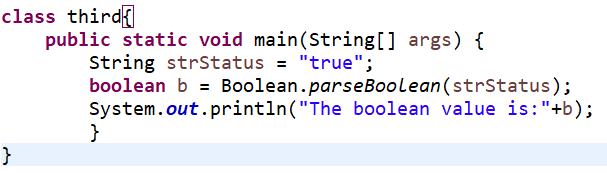 class third{
    public static void main(String[] args) {
        String strStatus = "true";
        boolean b = Boolean.parseBoolean(strStatus);
        System.out.println("The boolean value is:"+b);
        }
}